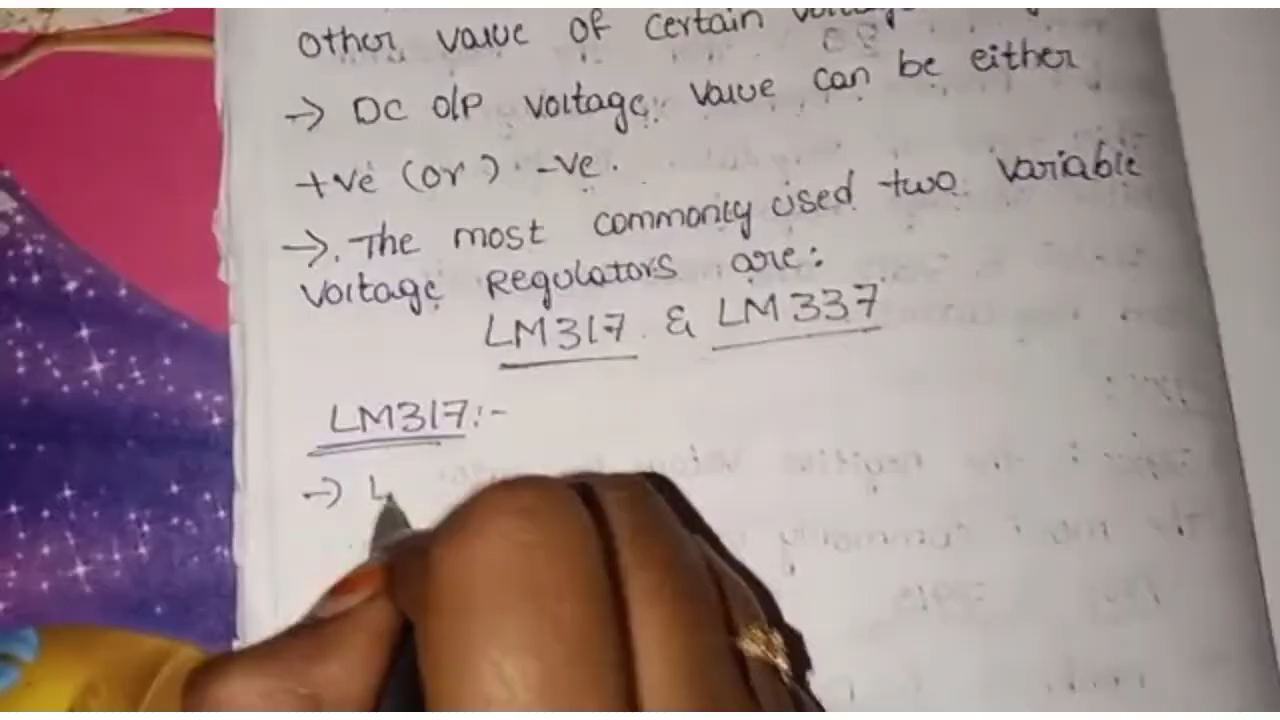 other value of certain
→ DC O/P voltage value can be either
+ve (or) -ve.
→ The most commonly used two variable
voltage Regulators are:
LM317 & LM337
LM317:-
→ L